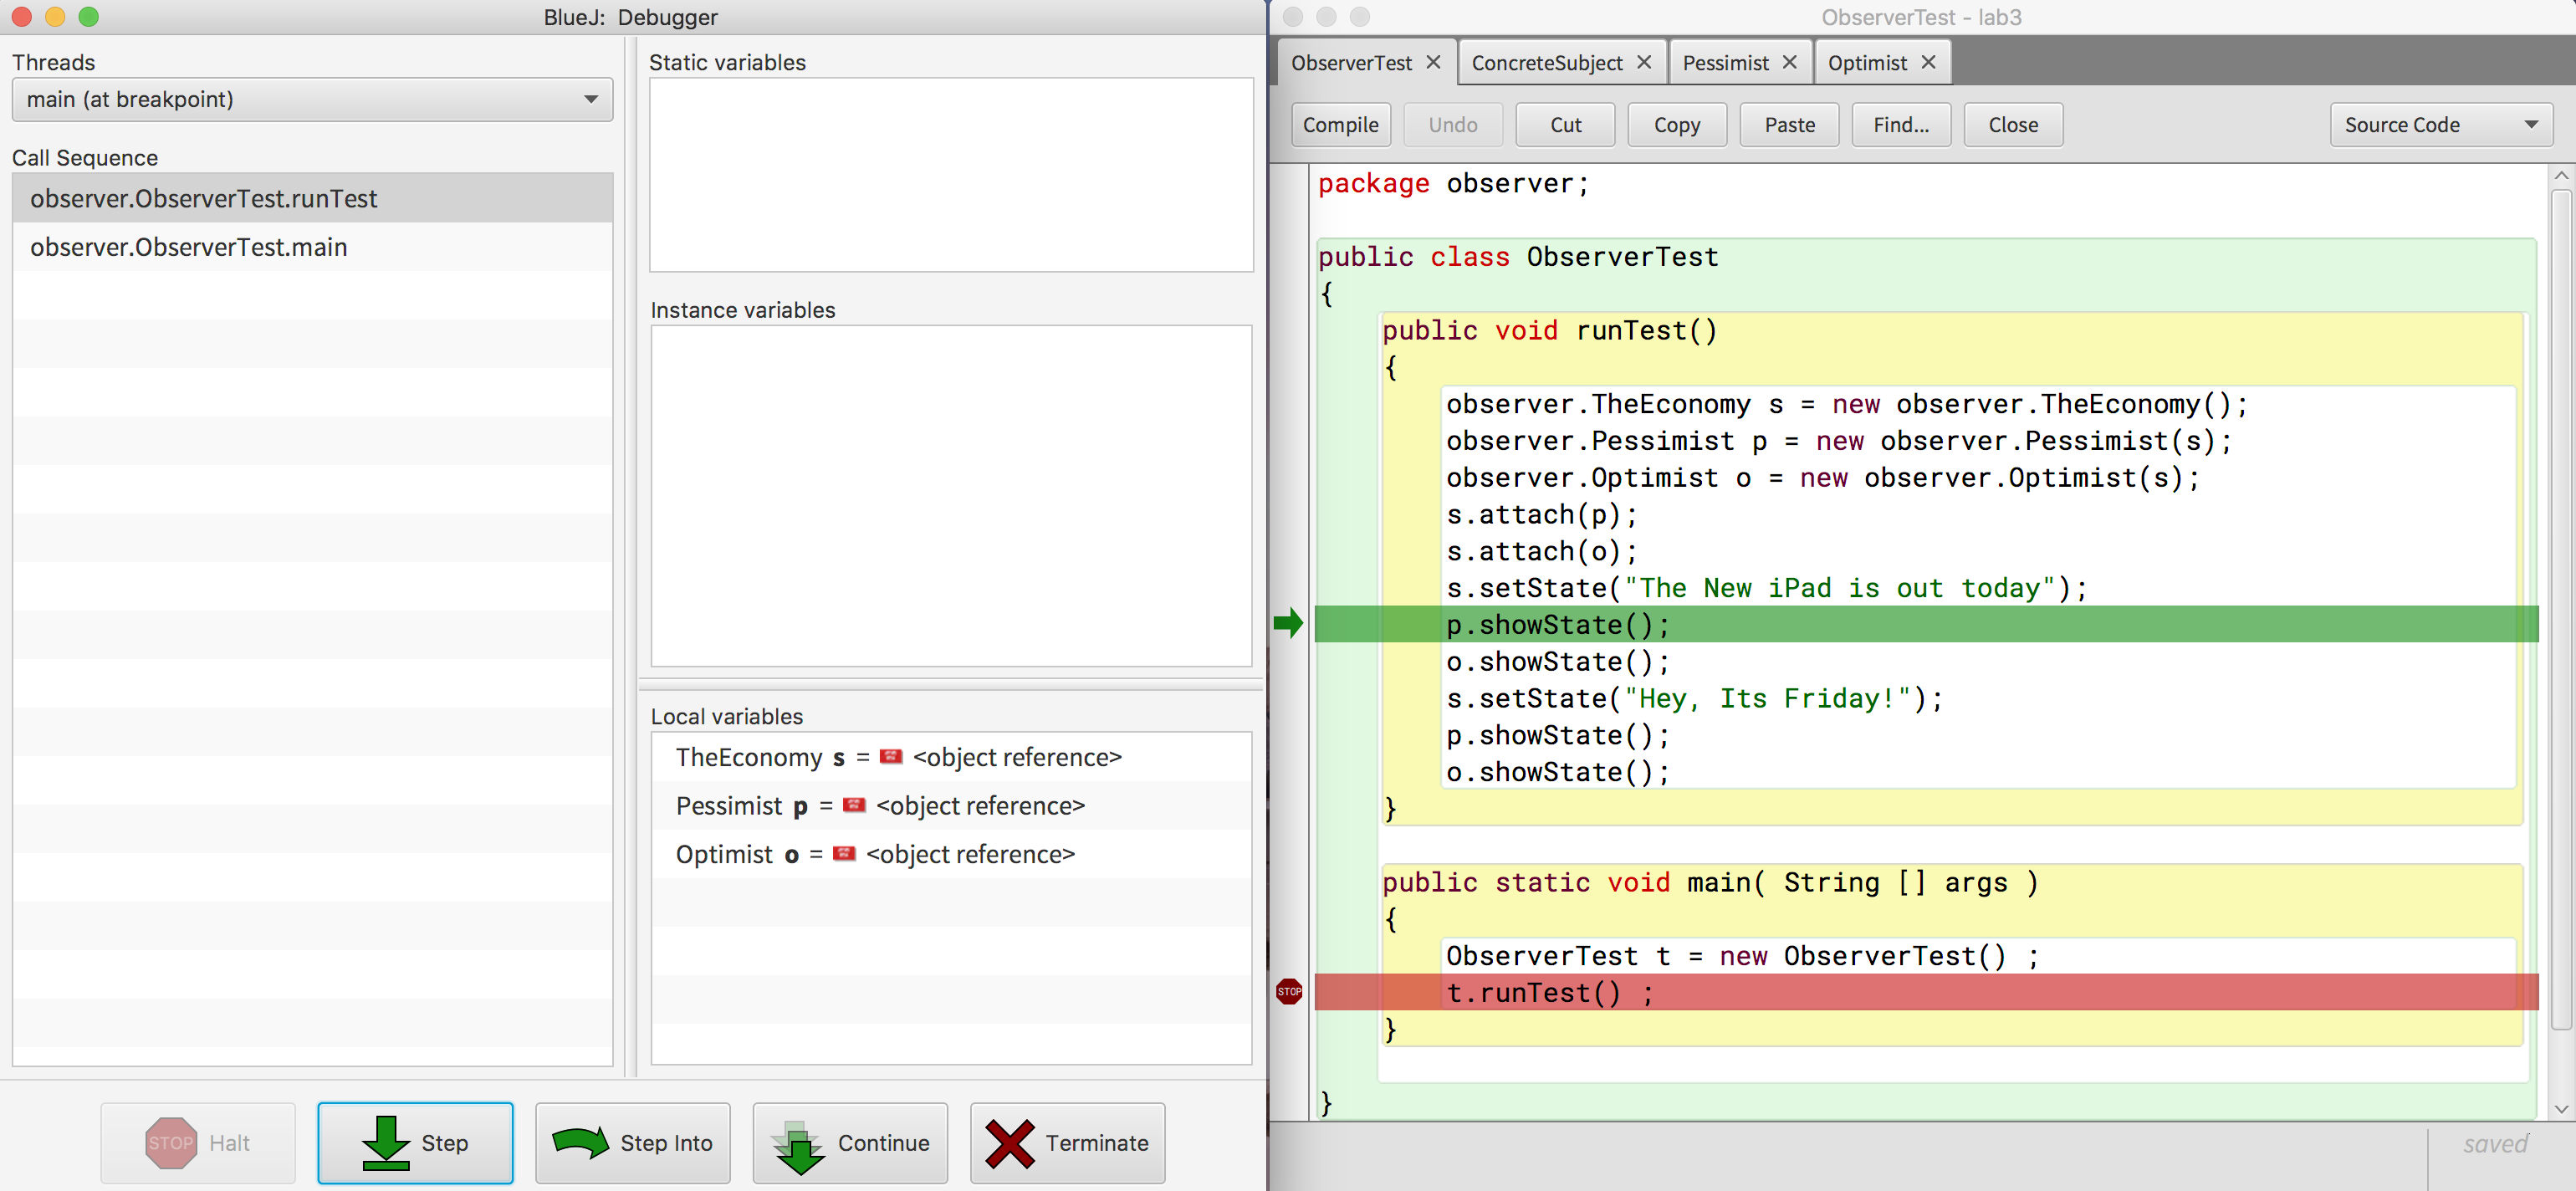 BlueJ: Debugger
Threads
main (at breakpoint)
Call Sequence
observer.ObserverTest.runTest
observer.ObserverTest.main
Static variables
Instance variables
Local variables
TheEconomy s = <object reference>
Pessimist p = <object reference>
Optimist o = <object reference>
STOP Halt
Step
Step Into
Continue
Terminate
ObserverTest - lab3
ObserverTest ConcreteSubject Pessimist Optimist
Compile Undo Cut Copy Paste Find... Close Source Code
package observer;
public class ObserverTest
{
public void runTest()
{
observer.TheEconomy s = new observer.TheEconomy();
observer.Pessimist p = new observer.Pessimist(s);
observer.Optimist o = new observer.Optimist(s);
s.attach(p);
s.attach(o);
s.setState("The New iPad is out today");
p.showState();
o.showState();
s.setState("Hey, Its Friday!");
p.showState();
o.showState();
}
public static void main( String [] args )
{
ObserverTest t = new ObserverTest() ;
STOP t.runTest() ;
}
}
saved